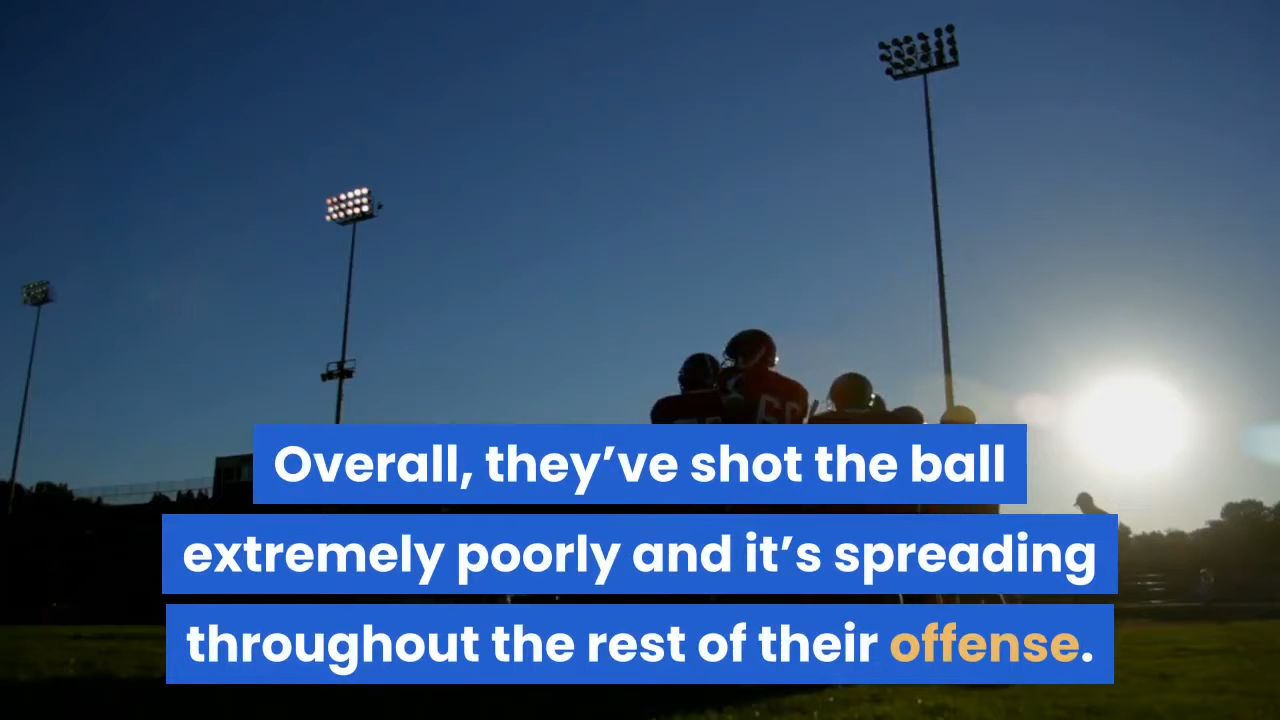 Overall, they’ve shot the ball
extremely poorly and it’s spreading
throughout the rest of their offense.